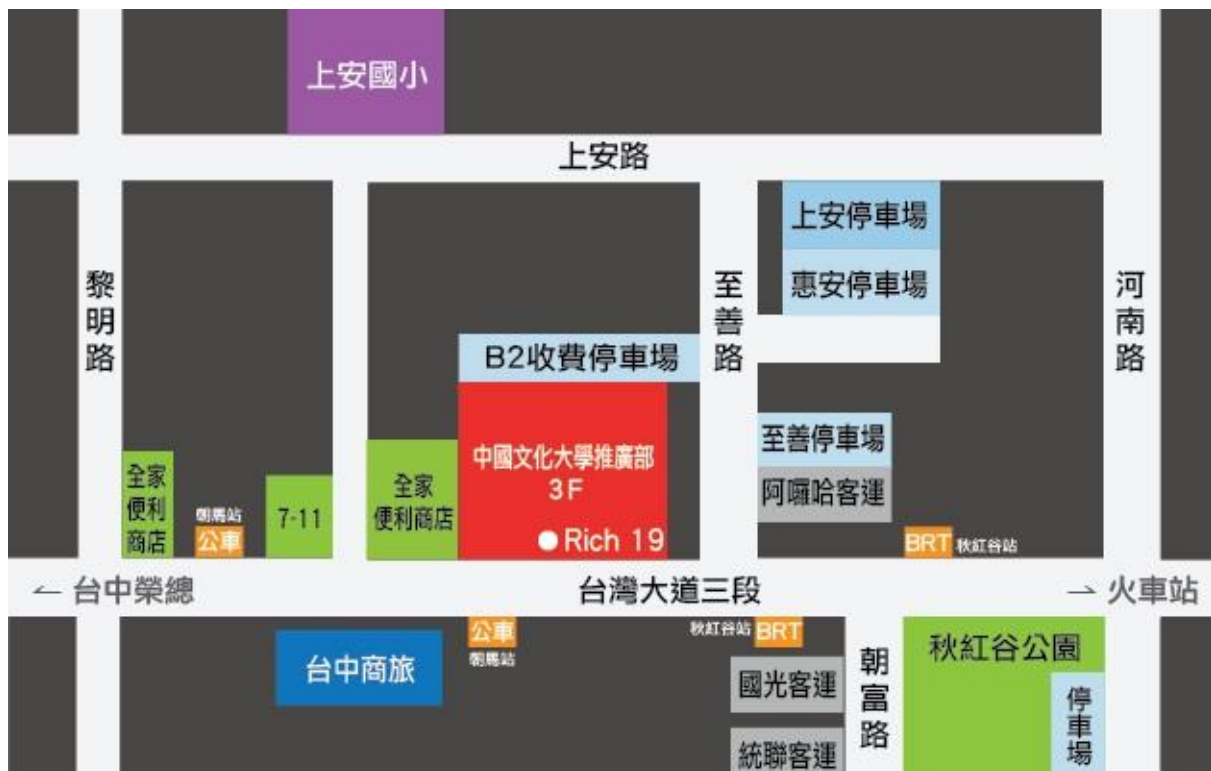 上安國小
上安路
上安停車場
惠安停車場
黎明路
至善路
河南路
B2收費停車場
中國文化大學推廣部
3F
Rich 19
至善停車場
阿囉哈客運
全家
便利
商店
朝馬站
公車
7-11
全家
便利商店
BRT 秋紅谷站
← 台中榮總
台灣大道三段
→ 火車站
台中商旅
公車
朝馬站
秋紅谷站 BRT
國光客運
統聯客運
朝富路
秋紅谷公園
停車場